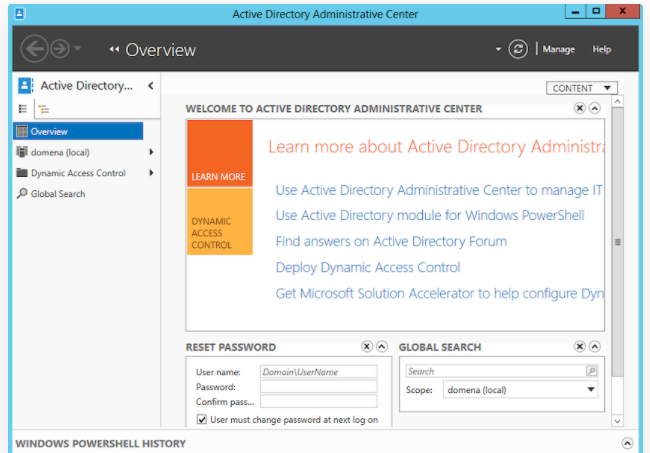 Active Directory Administrative Center
Overview
Manage Help
Active Directory...
CONTENT
Overview
domena (local)
Dynamic Access Control
Global Search
WELCOME TO ACTIVE DIRECTORY ADMINISTRATIVE CENTER
LEARN MORE
DYNAMIC
ACCESS
CONTROL
Learn more about Active Directory Administra
Use Active Directory Administrative Center to manage IT
Use Active Directory module for Windows PowerShell
Find answers on Active Directory Forum
Deploy Dynamic Access Control
Get Microsoft Solution Accelerator to help configure Dyn
RESET PASSWORD
User name: Domain\UserName
Password:
Confirm pass...
User must change password at next log on
GLOBAL SEARCH
Search
Scope: domena (local)
WINDOWS POWERSHELL HISTORY